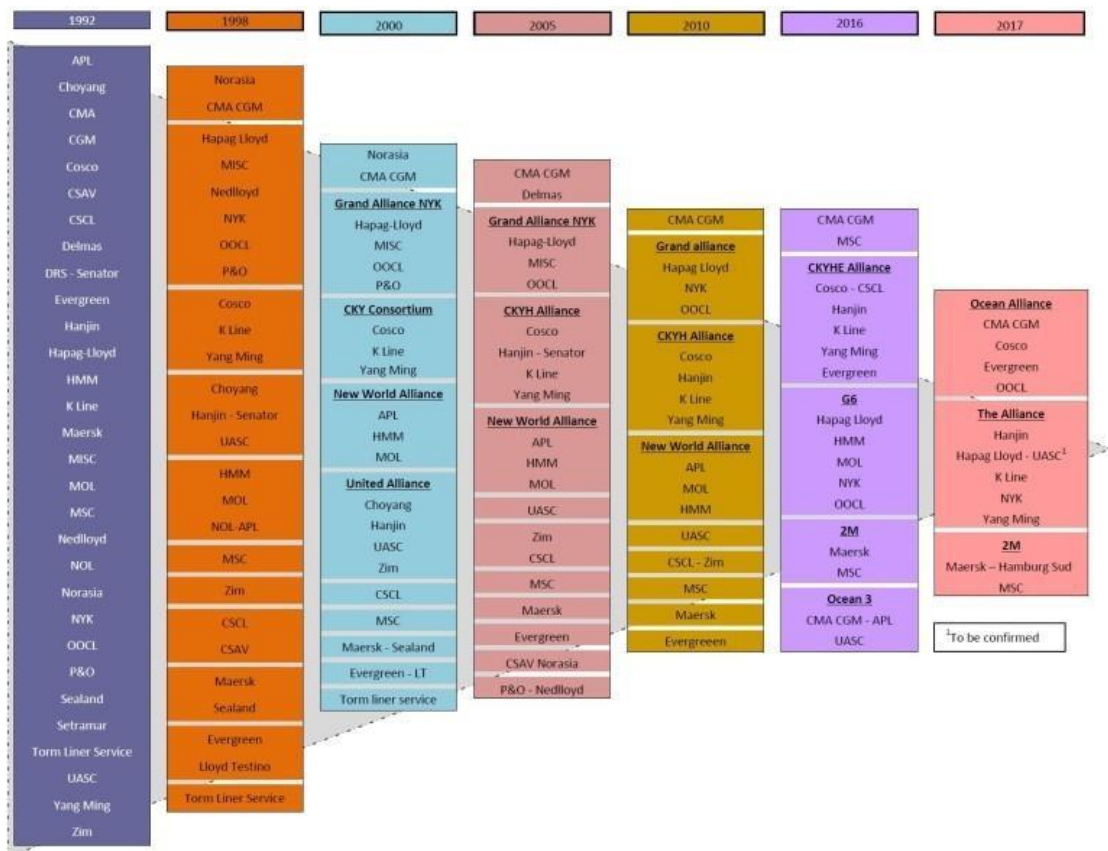 1992
APL
Choyang
CMA
CGM
Cosco
CSAV
CSCL
Delmas
DRS - Senator
Evergreen
Hanjin
Hapag-Lloyd
HMM
K Line
Maersk
MISC
MOL
MSC
Nedlloyd
NOL
Norasia
NYK
OOCL
P&O
Sealand
Setramar
Torm Liner Service
UASC
Yang Ming
Zim
1998
Norasia
CMA CGM
Hapag Lloyd
MISC
Nedlloyd
NYK
OOCL
P&O
Cosco
K Line
Yang Ming
Choyang
Hanjin - Senator
UASC
HMM
MOL
NOL-APL
MSC
Zim
CSCL
CSAV
Maersk
Sealand
Evergreen
Lloyd Testino
Torm Liner Service
2000
Norasia
CMA CGM
Grand Alliance NYK
Hapag-Lloyd
MISC
OOCL
P&O
CKY Consortium
Cosco
K Line
Yang Ming
New World Alliance
APL
HMM
MOL
United Alliance
Choyang
Hanjin
UASC
Zim
CSCL
MSC
Maersk - Sealand
Evergreen - LT
Torm liner service
2005
CMA CGM
Delmas
Grand Alliance NYK
Hapag-Lloyd
MISC
OOCL
CKYH Alliance
Cosco
Hanjin - Senator
K Line
Yang Ming
New World Alliance
APL
HMM
MOL
UASC
Zim
CSCL
MSC
Maersk
Evergreen
CSAV Norasia
P&O - Nedlloyd
2010
CMA CGM
Grand alliance
Hapag Lloyd
NYK
OOCL
CKYH Alliance
Cosco
Hanjin
K Line
Yang Ming
New World Alliance
APL
MOL
HMM
UASC
CSCL - Zim
MSC
Maersk
Evergreeen
2016
CMA CGM
MSC
CKYHE Alliance
Cosco - CSCL
Hanjin
K Line
Yang Ming
Evergreen
G6
Hapag Lloyd
HMM
MOL
NYK
OOCL
2M
Maersk
MSC
Ocean 3
CMA CGM - APL
UASC
2017
Ocean Alliance
CMA CGM
Cosco
Evergreen
OOCL
The Alliance
Hanjin
Hapag Lloyd - UASC¹
K Line
NYK
Yang Ming
2M
Maersk – Hamburg Sud
MSC
¹To be confirmed